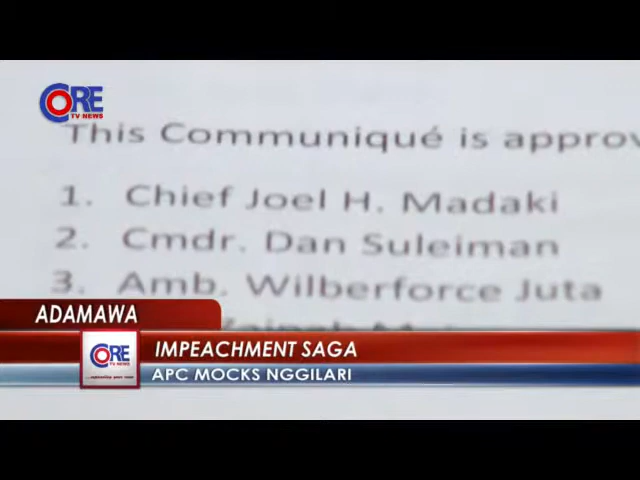 CORE
TV NEWS
This Communiqué is approv
1. Chief Joel H. Madaki
2. Cmdr. Dan Suleiman
3. Amb. Wilberforce Juta
ADAMAWA
IMPEACHMENT SAGA
CORE
TV NEWS
APC MOCKS NGGILARI